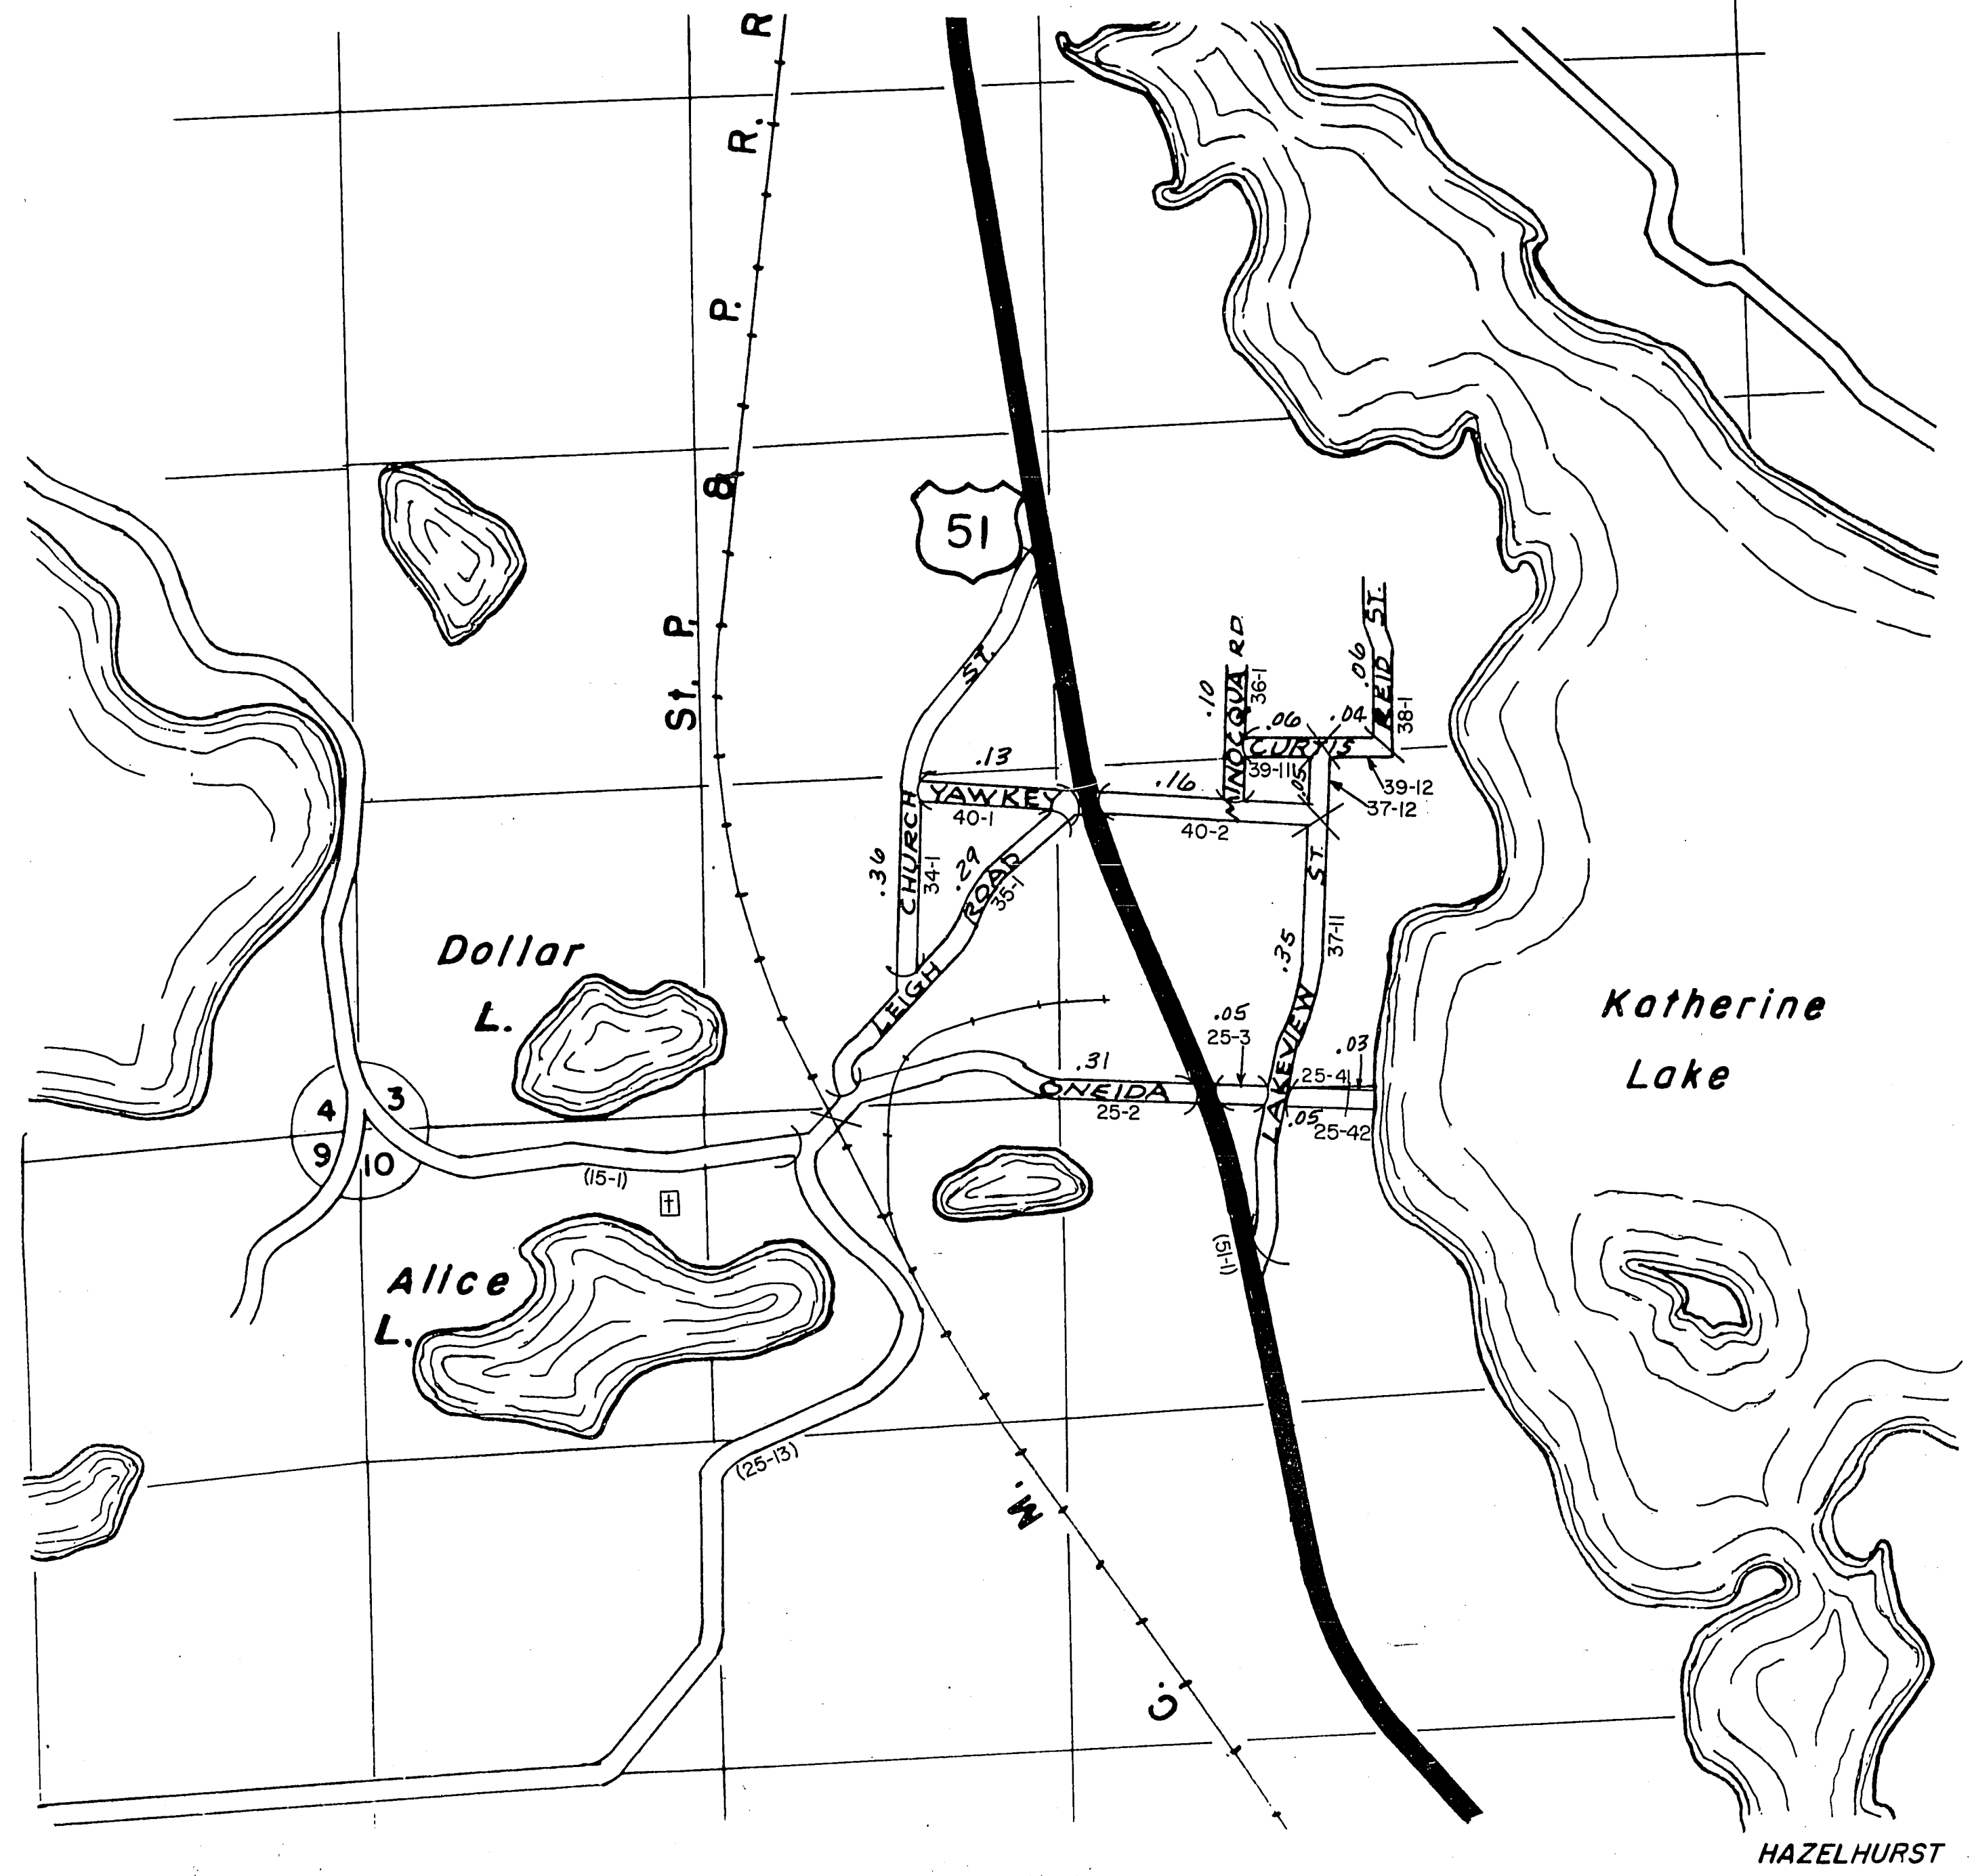 C. M. St. P. & P. R. R
51
ST.
.13
YAWKEY
40-1
.16
40-2
.10
MINOCQUA RD.
36-1
.06
.04
CURTIS
39-11
.05
39-12
37-12
.06
REID ST.
38-1
.36
CHURCH
34-1
.29
LEIGH ROAD
35-1
LAKEVIEW ST.
.35
37-11
Dollar
L.
Katherine
Lake
.05
25-3
.03
.31
ONEIDA
25-2
25-41
.05
25-42
4
3
9
10
(15-1)
(51-1)
Alice
L.
(25-13)
HAZELHURST